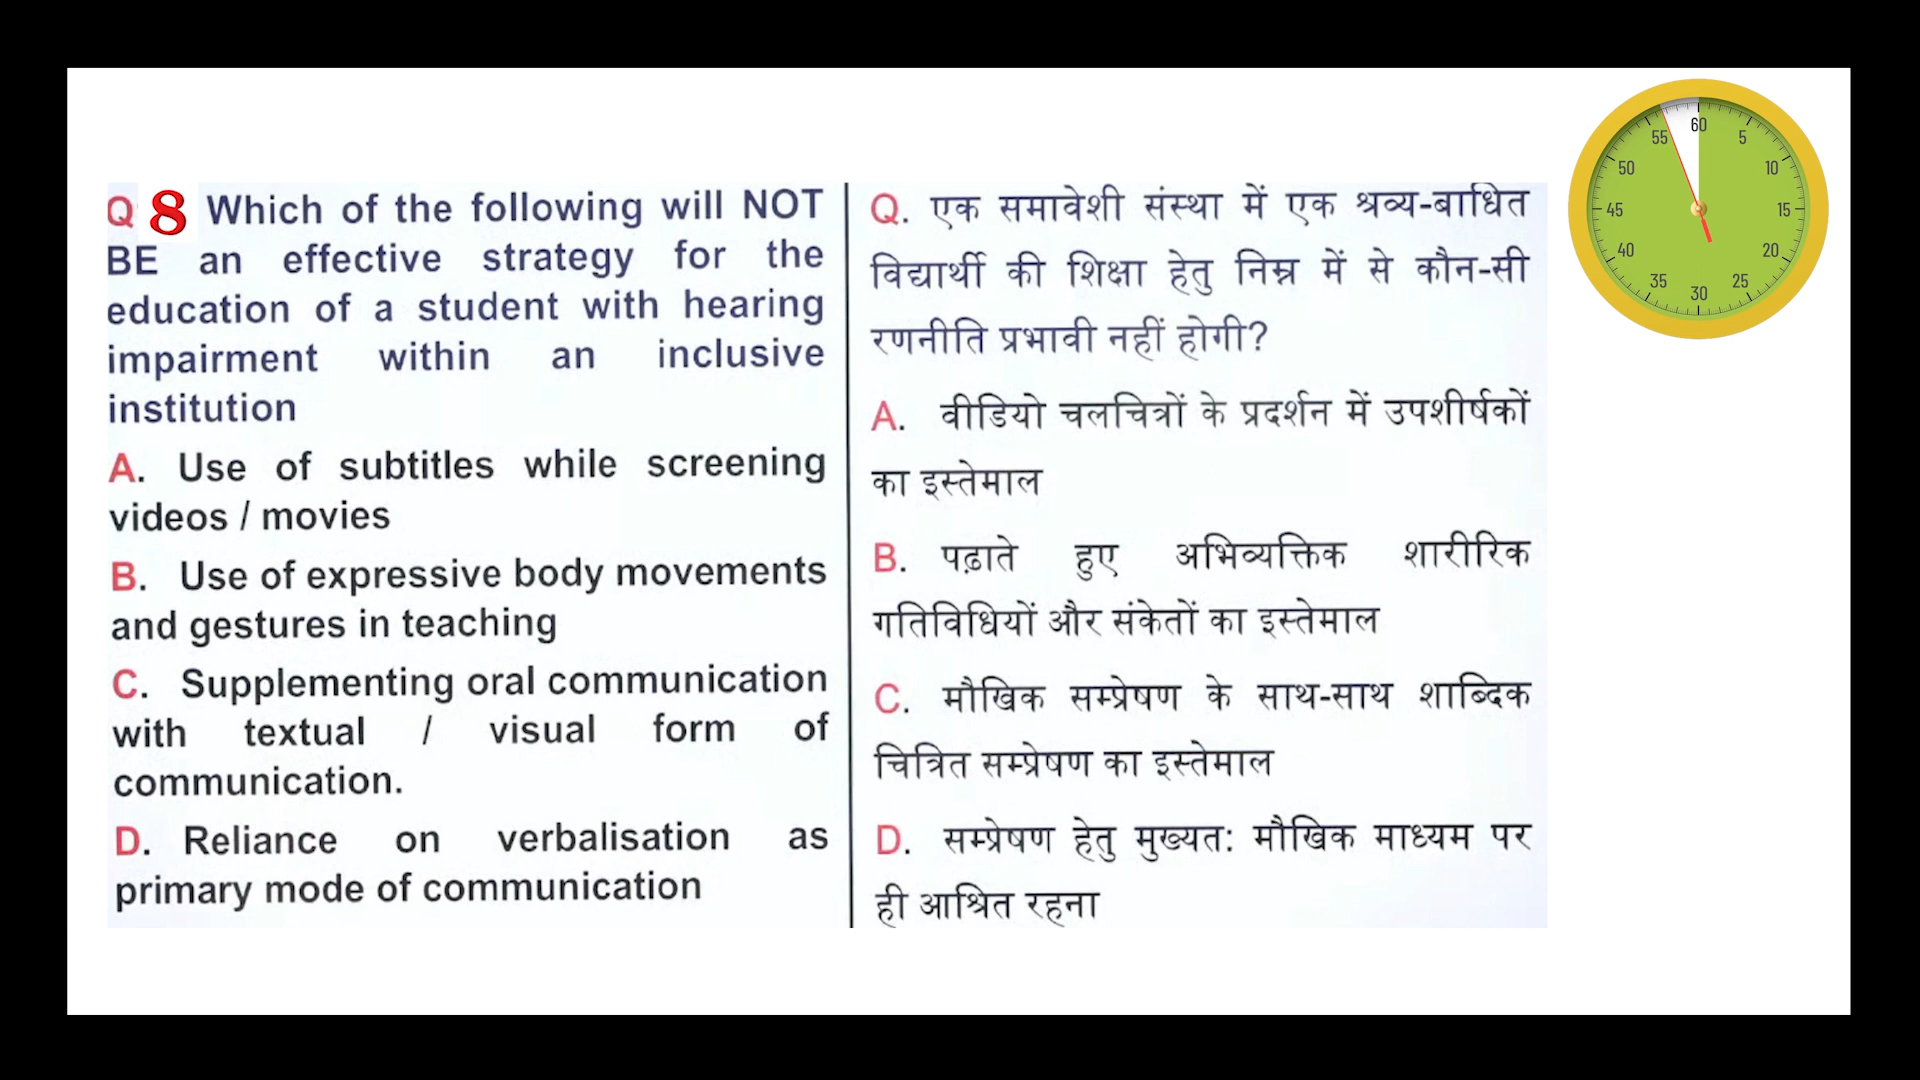 Q 8 Which of the following will NOT
BE an effective strategy for the
education of a student with hearing
impairment within an inclusive
institution
A. Use of subtitles while screening
videos / movies
B. Use of expressive body movements
and gestures in teaching
C. Supplementing oral communication
with textual / visual form of
communication.
D. Reliance on verbalisation as
primary mode of communication
Q. एक समावेशी संस्था में एक श्रव्य-बाधित
विद्यार्थी की शिक्षा हेतु निम्न में से कौन-सी
रणनीति प्रभावी नहीं होगी?
A. वीडियो चलचित्रों के प्रदर्शन में उपशीर्षकों
का इस्तेमाल
B. पढ़ाते हुए अभिव्यक्तिक शारीरिक
गतिविधियों और संकेतों का इस्तेमाल
C. मौखिक सम्प्रेषण के साथ-साथ शाब्दिक
चित्रित सम्प्रेषण का इस्तेमाल
D. सम्प्रेषण हेतु मुख्यत: मौखिक माध्यम पर
ही आश्रित रहना
60
5
10
15
20
25
30
35
40
45
50
55